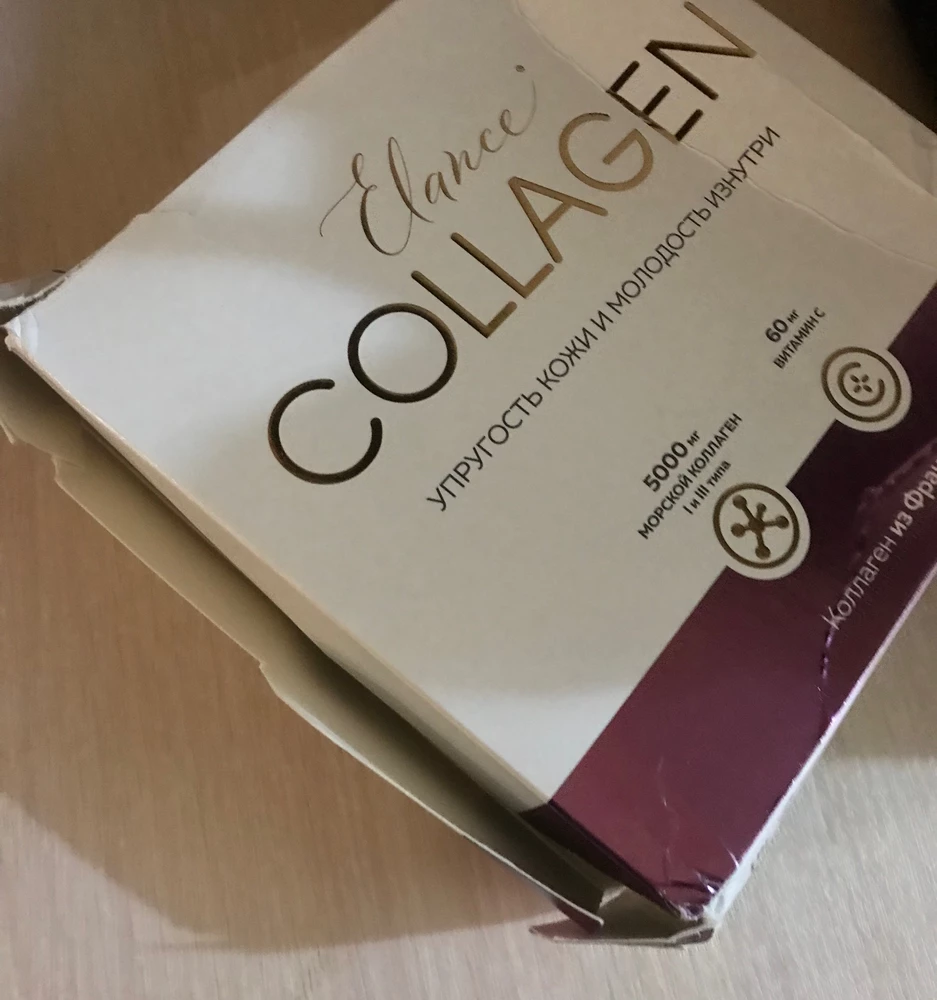 Elance
COLLAGEN
УПРУГОСТЬ КОЖИ И МОЛОДОСТЬ ИЗНУТРИ
60 мг
ВИТАМИН С
5000 мг
МОРСКОЙ КОЛЛАГЕН
I и III типа
Коллаген из